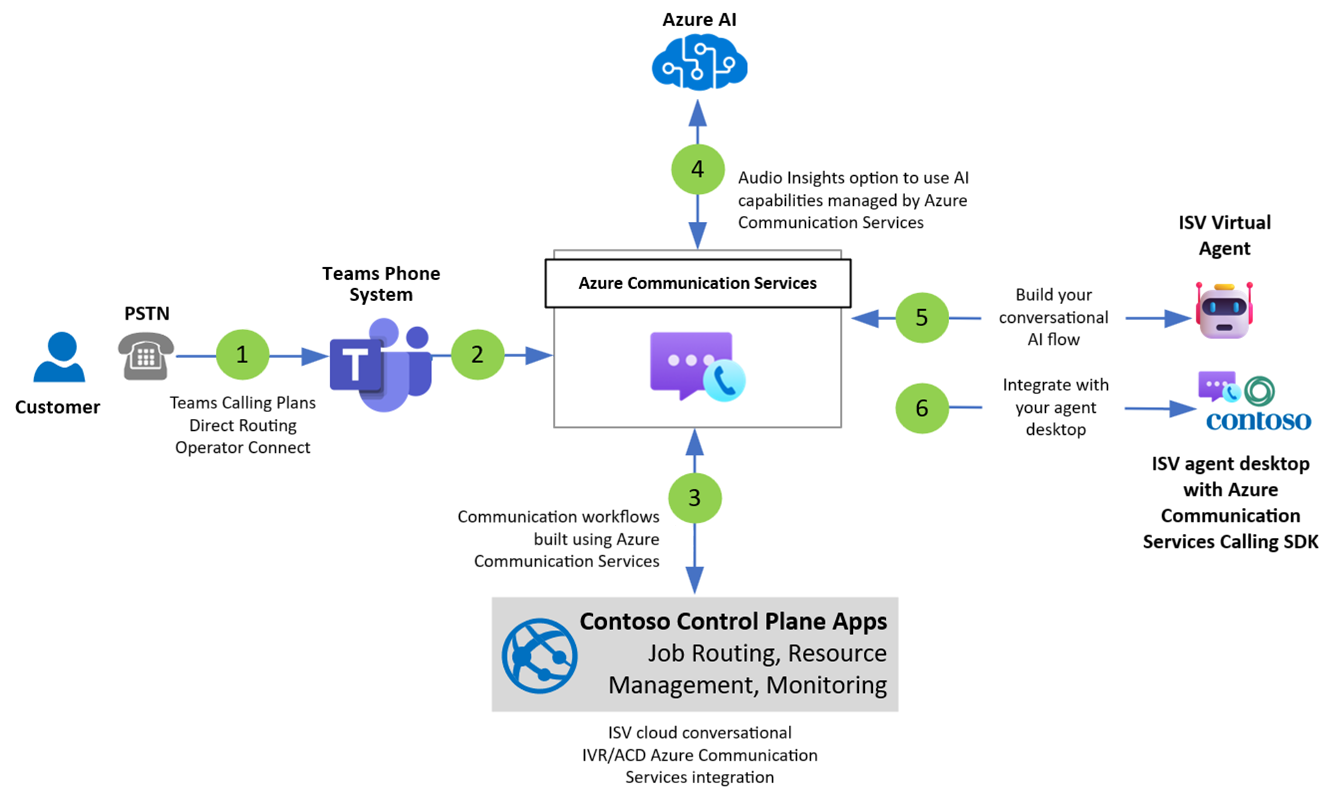 Azure AI
4
Audio Insights option to use AI
capabilities managed by Azure
Communication Services
Customer
PSTN
1
Teams Calling Plans
Direct Routing
Operator Connect
Teams Phone
System
T
2
Azure Communication Services
5
Build your
conversational
AI flow
ISV Virtual
Agent
6
Integrate with
your agent
desktop
contoso
ISV agent desktop
with Azure
Communication
Services Calling SDK
3
Communication workflows
built using Azure
Communication Services
Contoso Control Plane Apps
Job Routing, Resource
Management, Monitoring
ISV cloud conversational
IVR/ACD Azure Communication
Services integration